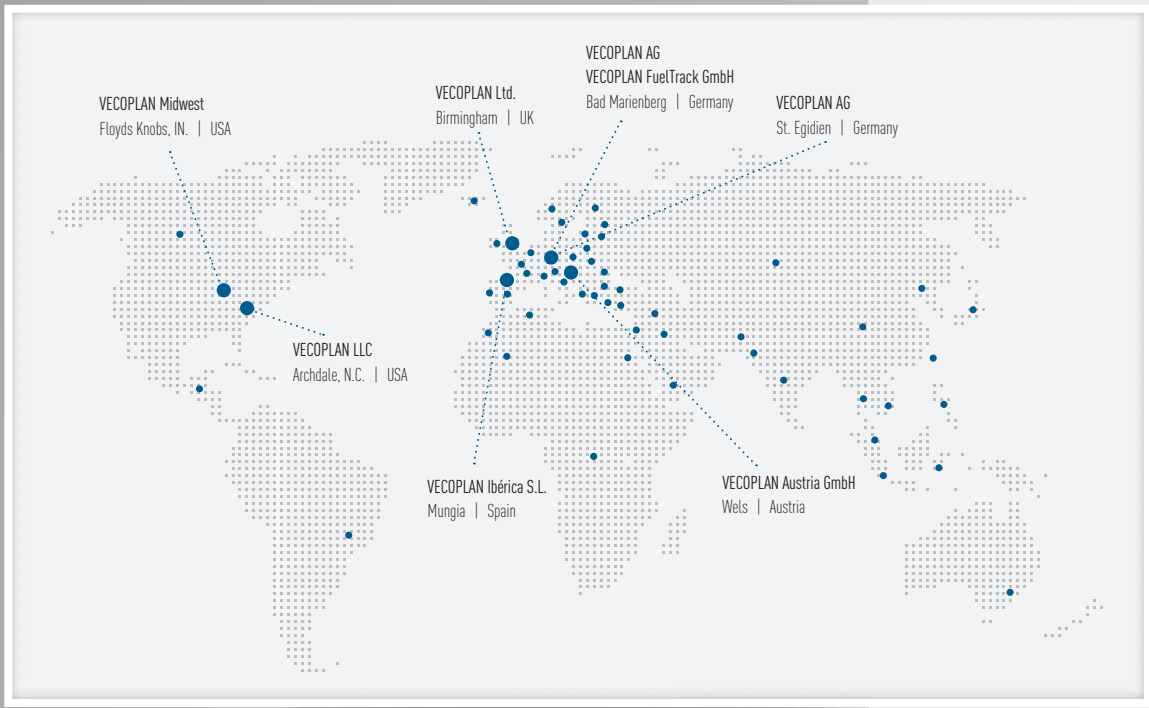 VECOPLAN AG
VECOPLAN FuelTrack GmbH
Bad Marienberg | Germany
VECOPLAN Ltd.
Birmingham | UK
VECOPLAN Midwest
Floyds Knobs, IN. | USA
VECOPLAN AG
St. Egidien | Germany
VECOPLAN LLC
Archdale, N.C. | USA
VECOPLAN Ibérica S.L.
Mungia | Spain
VECOPLAN Austria GmbH
Wels | Austria